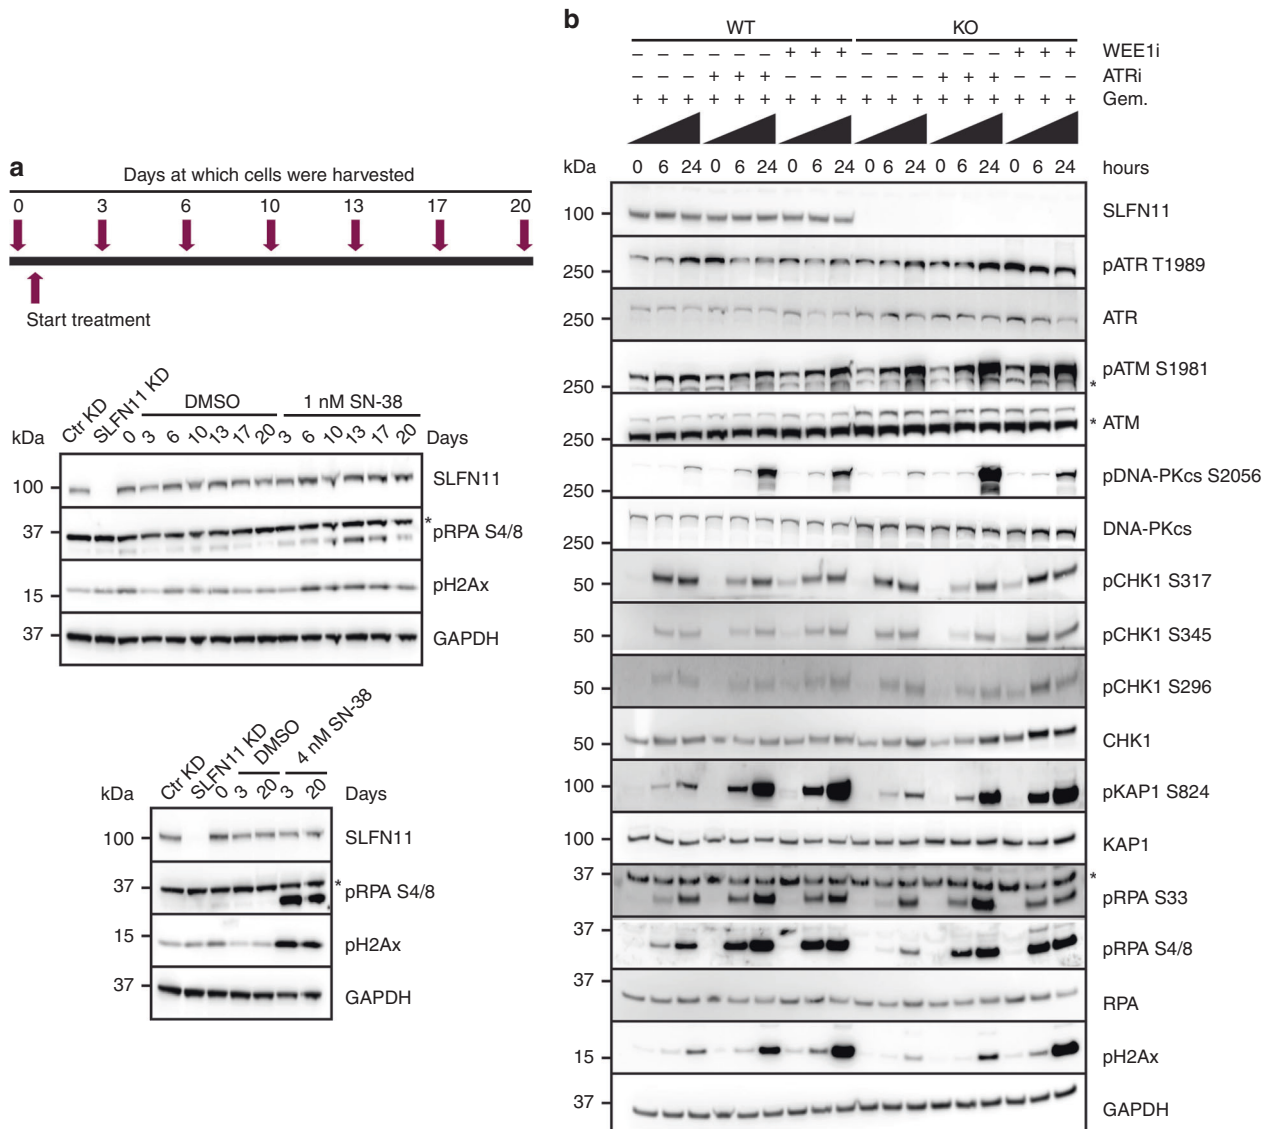 a
Days at which cells were harvested
0 3 6 10 13 17 20
Start treatment
DMSO 1 nM SN-38
kDa Ctr KD SLFN11 KD 0 3 6 10 13 17 20 3 6 10 13 17 20 Days
100 SLFN11
37 * pRPA S4/8
15 pH2Ax
37 GAPDH
DMSO 4 nM SN-38
kDa Ctr KD SLFN11 KD 0 3 20 3 20 Days
100 SLFN11
37 * pRPA S4/8
15 pH2Ax
37 GAPDH
b
WT KO
– – – – – – + + + – – – – – – + + + WEE1i
– – – + + + – – – – – – + + + – – – ATRi
+ + + + + + + + + + + + + + + + + + Gem.
kDa 0 6 24 0 6 24 0 6 24 0 6 24 0 6 24 0 6 24 hours
100 SLFN11
250 pATR T1989
250 ATR
250 pATM S1981 *
250 * ATM
250 pDNA-PKcs S2056
250 DNA-PKcs
50 pCHK1 S317
50 pCHK1 S345
50 pCHK1 S296
50 CHK1
100 pKAP1 S824
100 KAP1
37 * pRPA S33
37 pRPA S4/8
37 RPA
15 pH2Ax
37 GAPDH